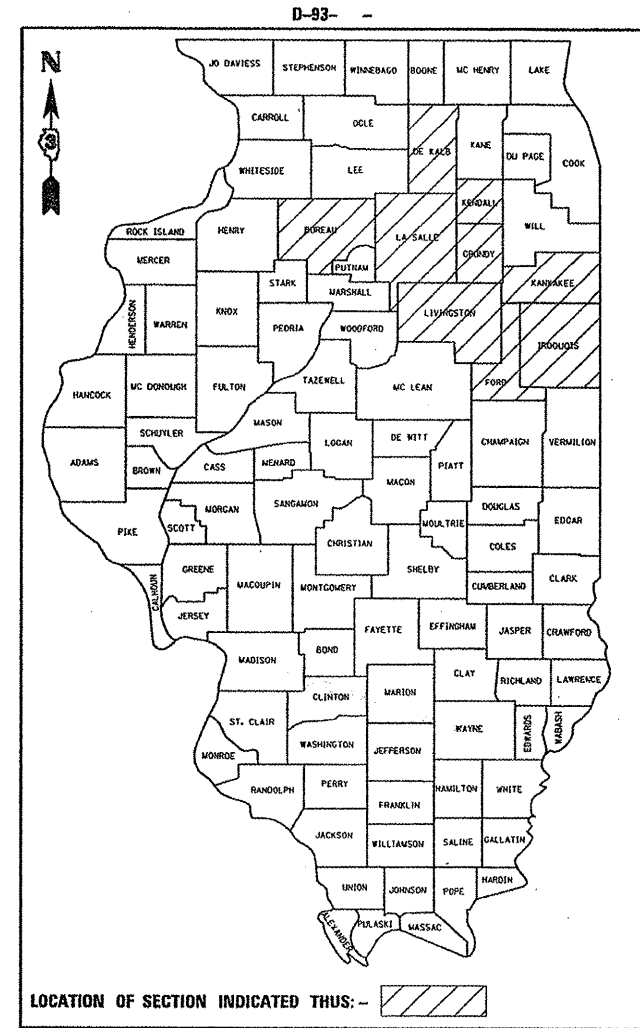 D-93- -
N
JO DAVIESS STEPHENSON WINNEBAGO BOONE MC HENRY LAKE
CARROLL OGLE DE KALB KANE DU PAGE COOK
WHITESIDE LEE
KENDALL WILL
ROCK ISLAND HENRY BUREAU LA SALLE GRUNDY
MERCER STARK PUTNAM KANKAKEE
MARSHALL
HENDERSON WARREN KNOX PEORIA WOODFORD LIVINGSTON IROQUOIS
HANCOCK MC DONOUGH FULTON TAZEWELL MC LEAN FORD
MASON
SCHUYLER LOGAN DE WITT CHAMPAIGN VERMILION
ADAMS BROWN CASS MENARD PIATT
MACON
PIKE SCOTT MORGAN SANGAMON CHRISTIAN MOULTRIE DOUGLAS EDGAR
COLES
CALHOUN GREENE MACOUPIN MONTGOMERY SHELBY CUMBERLAND CLARK
JERSEY
FAYETTE EFFINGHAM JASPER CRAWFORD
MADISON BOND
CLAY RICHLAND LAWRENCE
CLINTON MARION
ST. CLAIR WAYNE EDWARDS WABASH
WASHINGTON JEFFERSON
MONROE
RANDOLPH PERRY HAMILTON WHITE
FRANKLIN
JACKSON WILLIAMSON SALINE GALLATIN
UNION JOHNSON POPE HARDIN
ALEXANDER PULASKI MASSAC
LOCATION OF SECTION INDICATED THUS: -